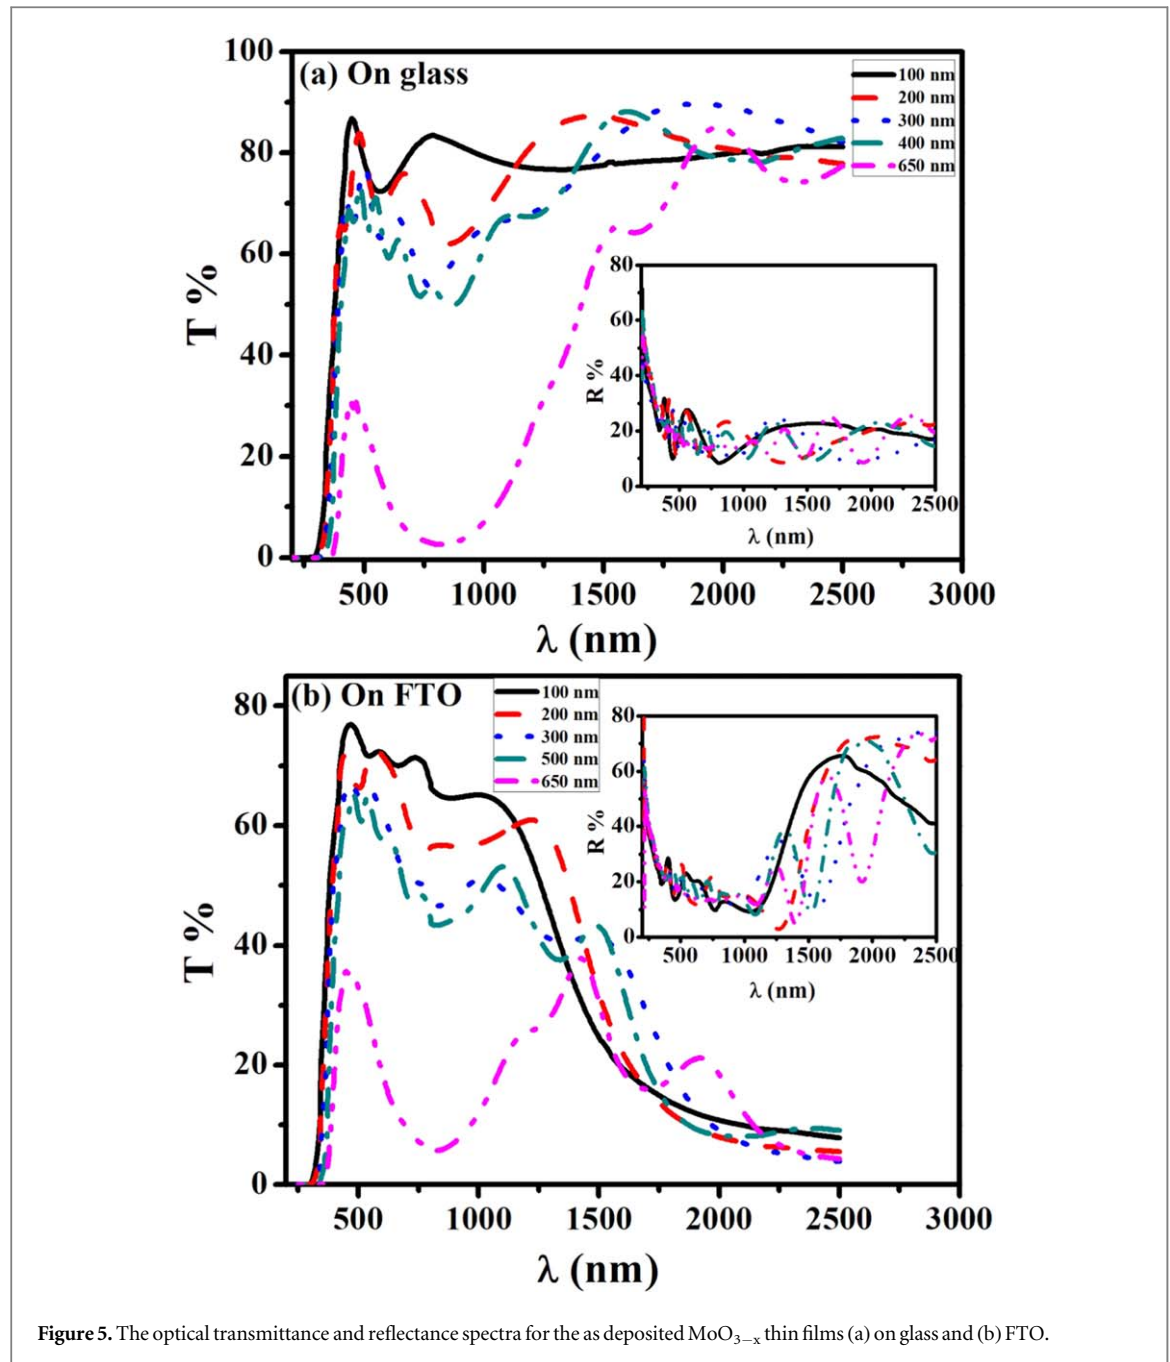 100
80
60
40
20
0
T %
(a) On glass
100 nm
200 nm
300 nm
400 nm
650 nm
80
60
40
20
0
R %
500 1000 1500 2000 2500
λ (nm)
500 1000 1500 2000 2500 3000
λ (nm)
80
60
40
20
0
T %
(b) On FTO
100 nm
200 nm
300 nm
500 nm
650 nm
80
60
40
20
0
R %
500 1000 1500 2000 2500
λ (nm)
500 1000 1500 2000 2500 3000
λ (nm)
Figure 5. The optical transmittance and reflectance spectra for the as deposited MoO₃₋ₓ thin films (a) on glass and (b) FTO.